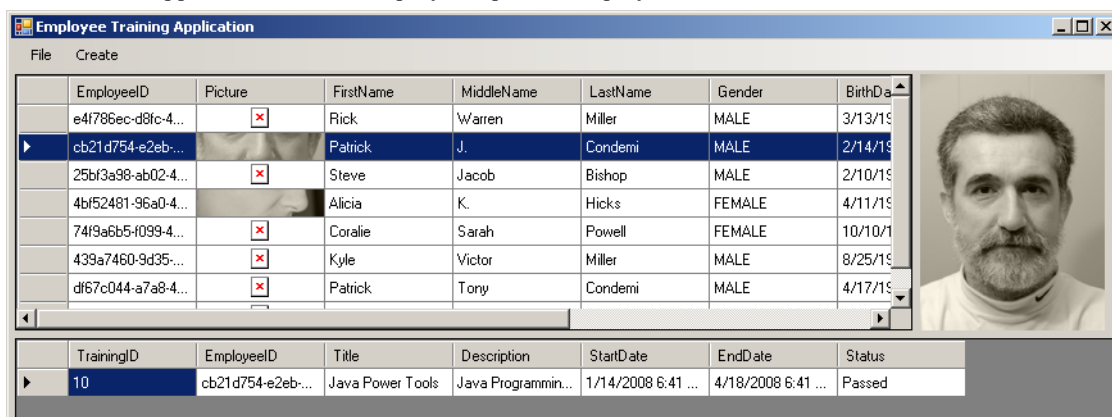 Employee Training Application
File Create
EmployeeID Picture FirstName MiddleName LastName Gender BirthDa
e4f786ec-d8fc-4... Rick Warren Miller MALE 3/13/19
cb21d754-e2eb-... Patrick J. Condemi MALE 2/14/19
25bf3a98-ab02-4... Steve Jacob Bishop MALE 2/10/19
4bf52481-96a0-4... Alicia K. Hicks FEMALE 4/11/19
74f9a6b5-f099-4... Coralie Sarah Powell FEMALE 10/10/1
439a7460-9d35-... Kyle Victor Miller MALE 8/25/19
df67c044-a7a8-4... Patrick Tony Condemi MALE 4/17/19
TrainingID EmployeeID Title Description StartDate EndDate Status
10 cb21d754-e2eb-... Java Power Tools Java Programmin... 1/14/2008 6:41 ... 4/18/2008 6:41 ... Passed